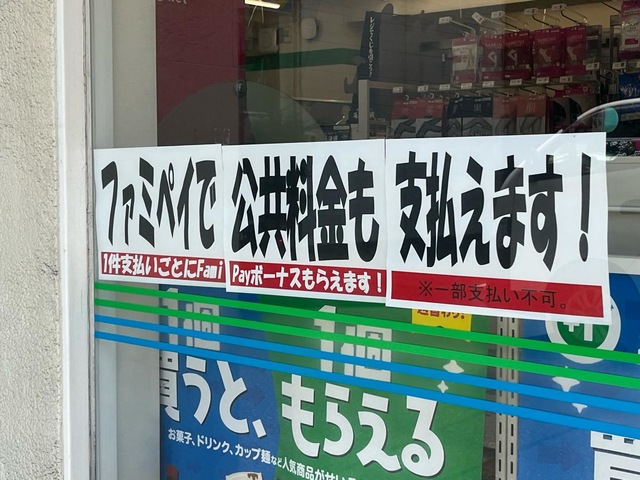 ファミペイで 公共料金も 支払えます!
1件支払いごとにFami Payボーナスもらえます!
※一部支払い不可。
1個 1個
買うと、もらえる
お菓子、ドリンク、カップ麺など人気商品が